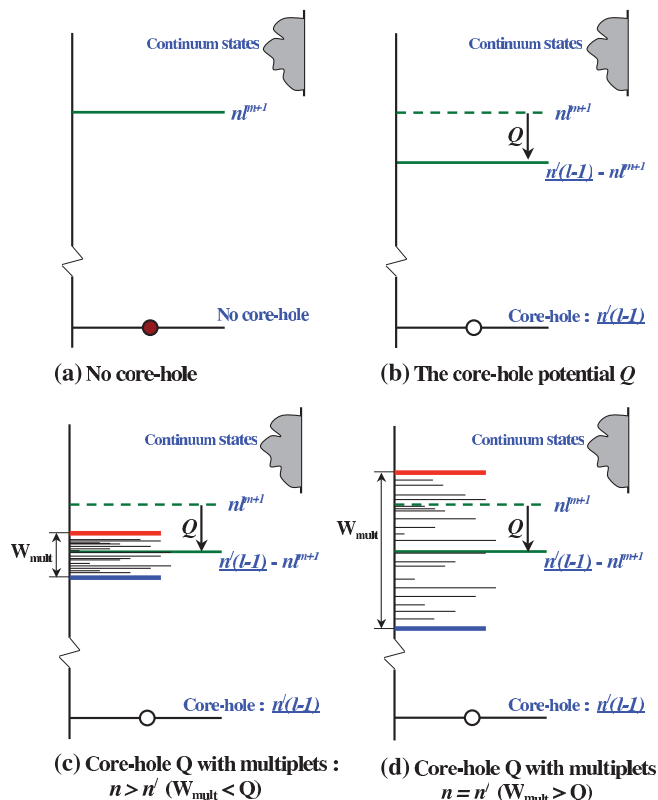 Continuum states
nl^{m+1}
No core-hole
(a) No core-hole
Continuum states
nl^{m+1}
Q
n^/(l-1) - nl^{m+1}
Core-hole : n^/(l-1)
(b) The core-hole potential Q
Continuum states
nl^{m+1}
Q
W_mult
n^/(l-1) - nl^{m+1}
Core-hole : n^/(l-1)
(c) Core-hole Q with multiplets :
n > n^/ (W_mult < Q)
Continuum states
nl^{m+1}
W_mult
Q
n^/(l-1) - nl^{m+1}
Core-hole : n^/(l-1)
(d) Core-hole Q with multiplets
n = n^/ (W_mult > Q)